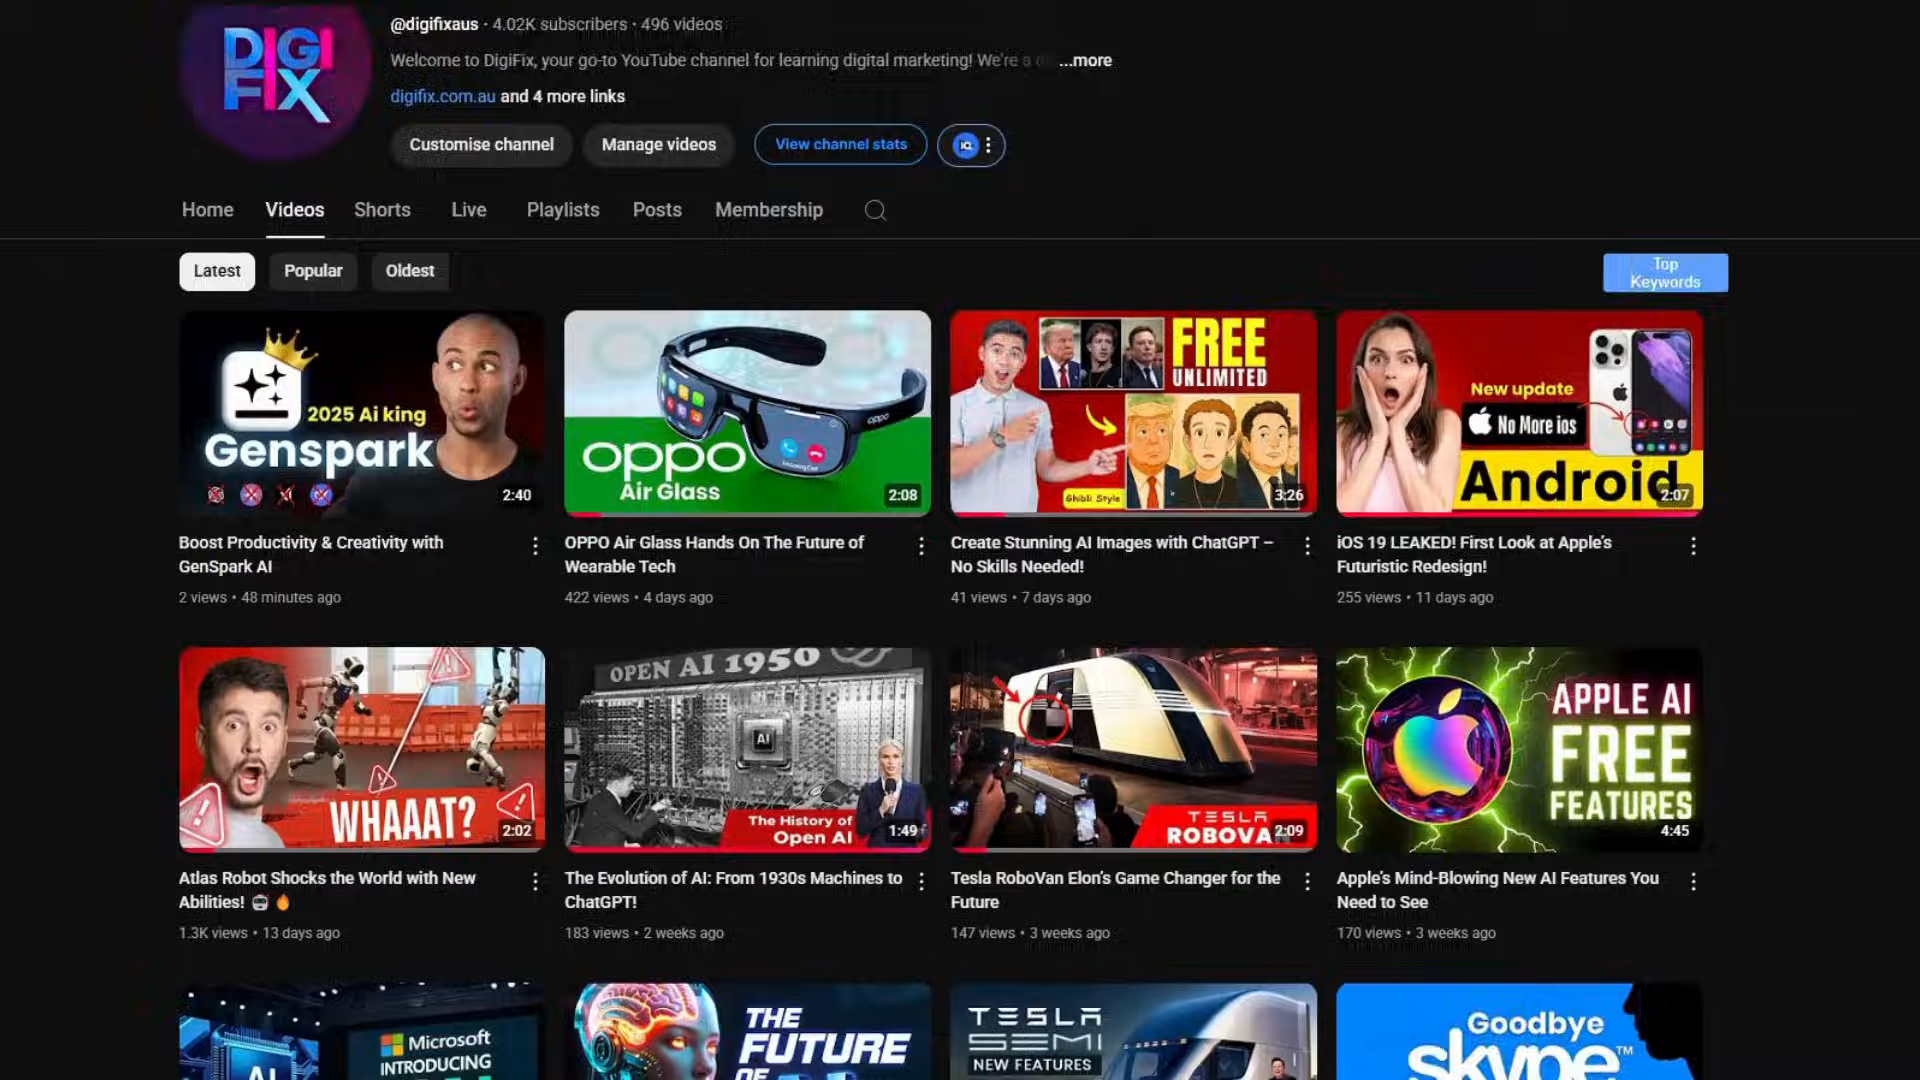 DIGI
FIX
@digifixaus · 4.02K subscribers · 496 videos
Welcome to DigiFix, your go-to YouTube channel for learning digital marketing! We're a ...more
digifix.com.au and 4 more links
Customise channel
Manage videos
View channel stats
Home
Videos
Shorts
Live
Playlists
Posts
Membership
Latest
Popular
Oldest
Top
Keywords
2025 Ai king
Genspark
2:40
oppo
oppo
Air Glass
2:08
FREE
UNLIMITED
Ghibli Style
3:26
New update
No More ios
Android
2:07
Boost Productivity & Creativity with
GenSpark AI
2 views • 48 minutes ago
OPPO Air Glass Hands On The Future of
Wearable Tech
422 views • 4 days ago
Create Stunning AI Images with ChatGPT –
No Skills Needed!
41 views • 7 days ago
iOS 19 LEAKED! First Look at Apple's
Futuristic Redesign!
255 views • 11 days ago
WHAAAT?
2:02
OPEN AI 1950
AI
The History of
Open AI
1:49
TESLA
ROBOVA
2:09
APPLE AI
FREE
FEATURES
4:45
Atlas Robot Shocks the World with New
Abilities! 🤖 🔥
1.3K views • 13 days ago
The Evolution of AI: From 1930s Machines to
ChatGPT!
183 views • 2 weeks ago
Tesla RoboVan Elon's Game Changer for the
Future
147 views • 3 weeks ago
Apple's Mind-Blowing New AI Features You
Need to See
170 views • 3 weeks ago
AI
Microsoft
INTRODUCING
THE
FUTURE
OF
TESLA
SEMI
NEW FEATURES
Goodbye
skype™